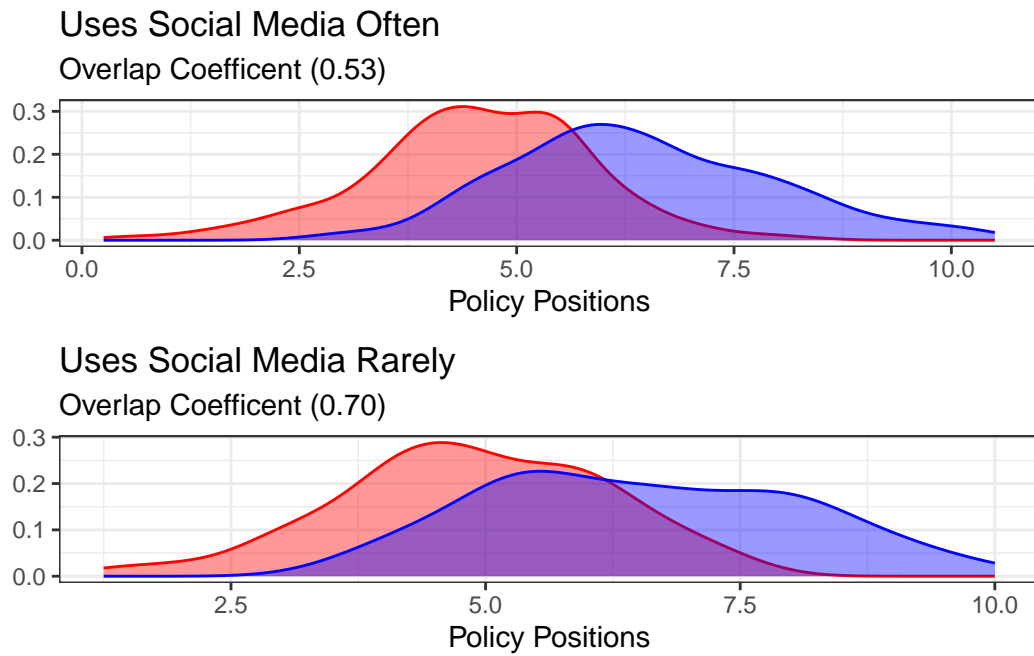 Uses Social Media Often
Overlap Coefficent (0.53)
0.3
0.2
0.1
0.0
0.0 2.5 5.0 7.5 10.0
Policy Positions
Uses Social Media Rarely
Overlap Coefficent (0.70)
0.3
0.2
0.1
0.0
2.5 5.0 7.5 10.0
Policy Positions